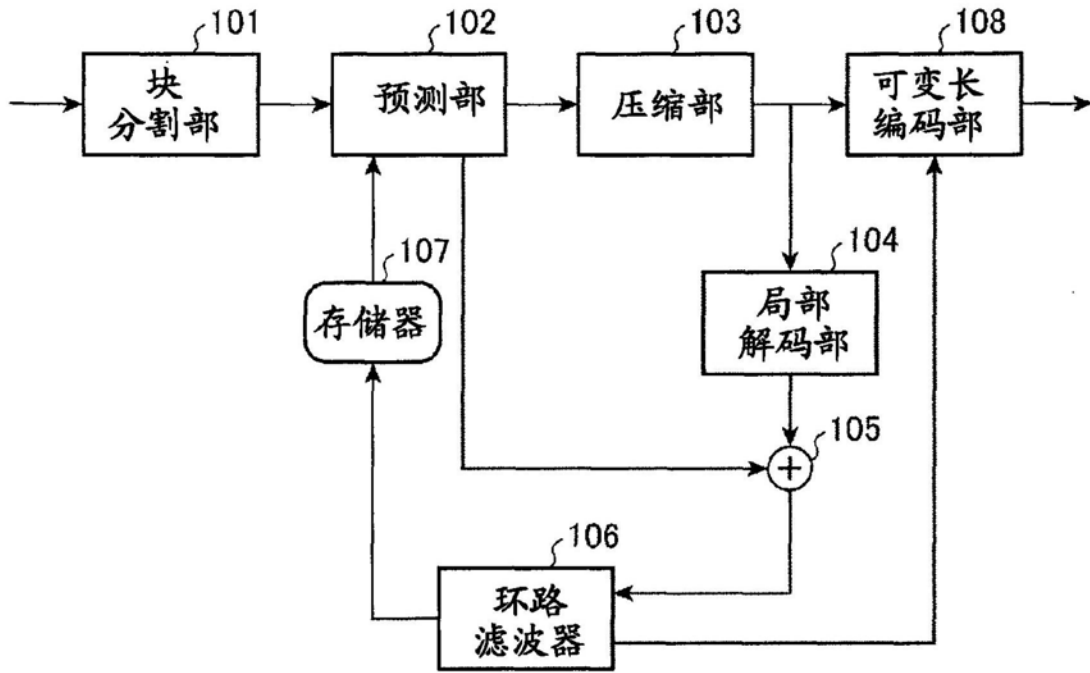 101
102
103
108
块
分割部
预测部
压缩部
可变长
编码部
107
104
存储器
局部
解码部
105
+
106
环路
滤波器